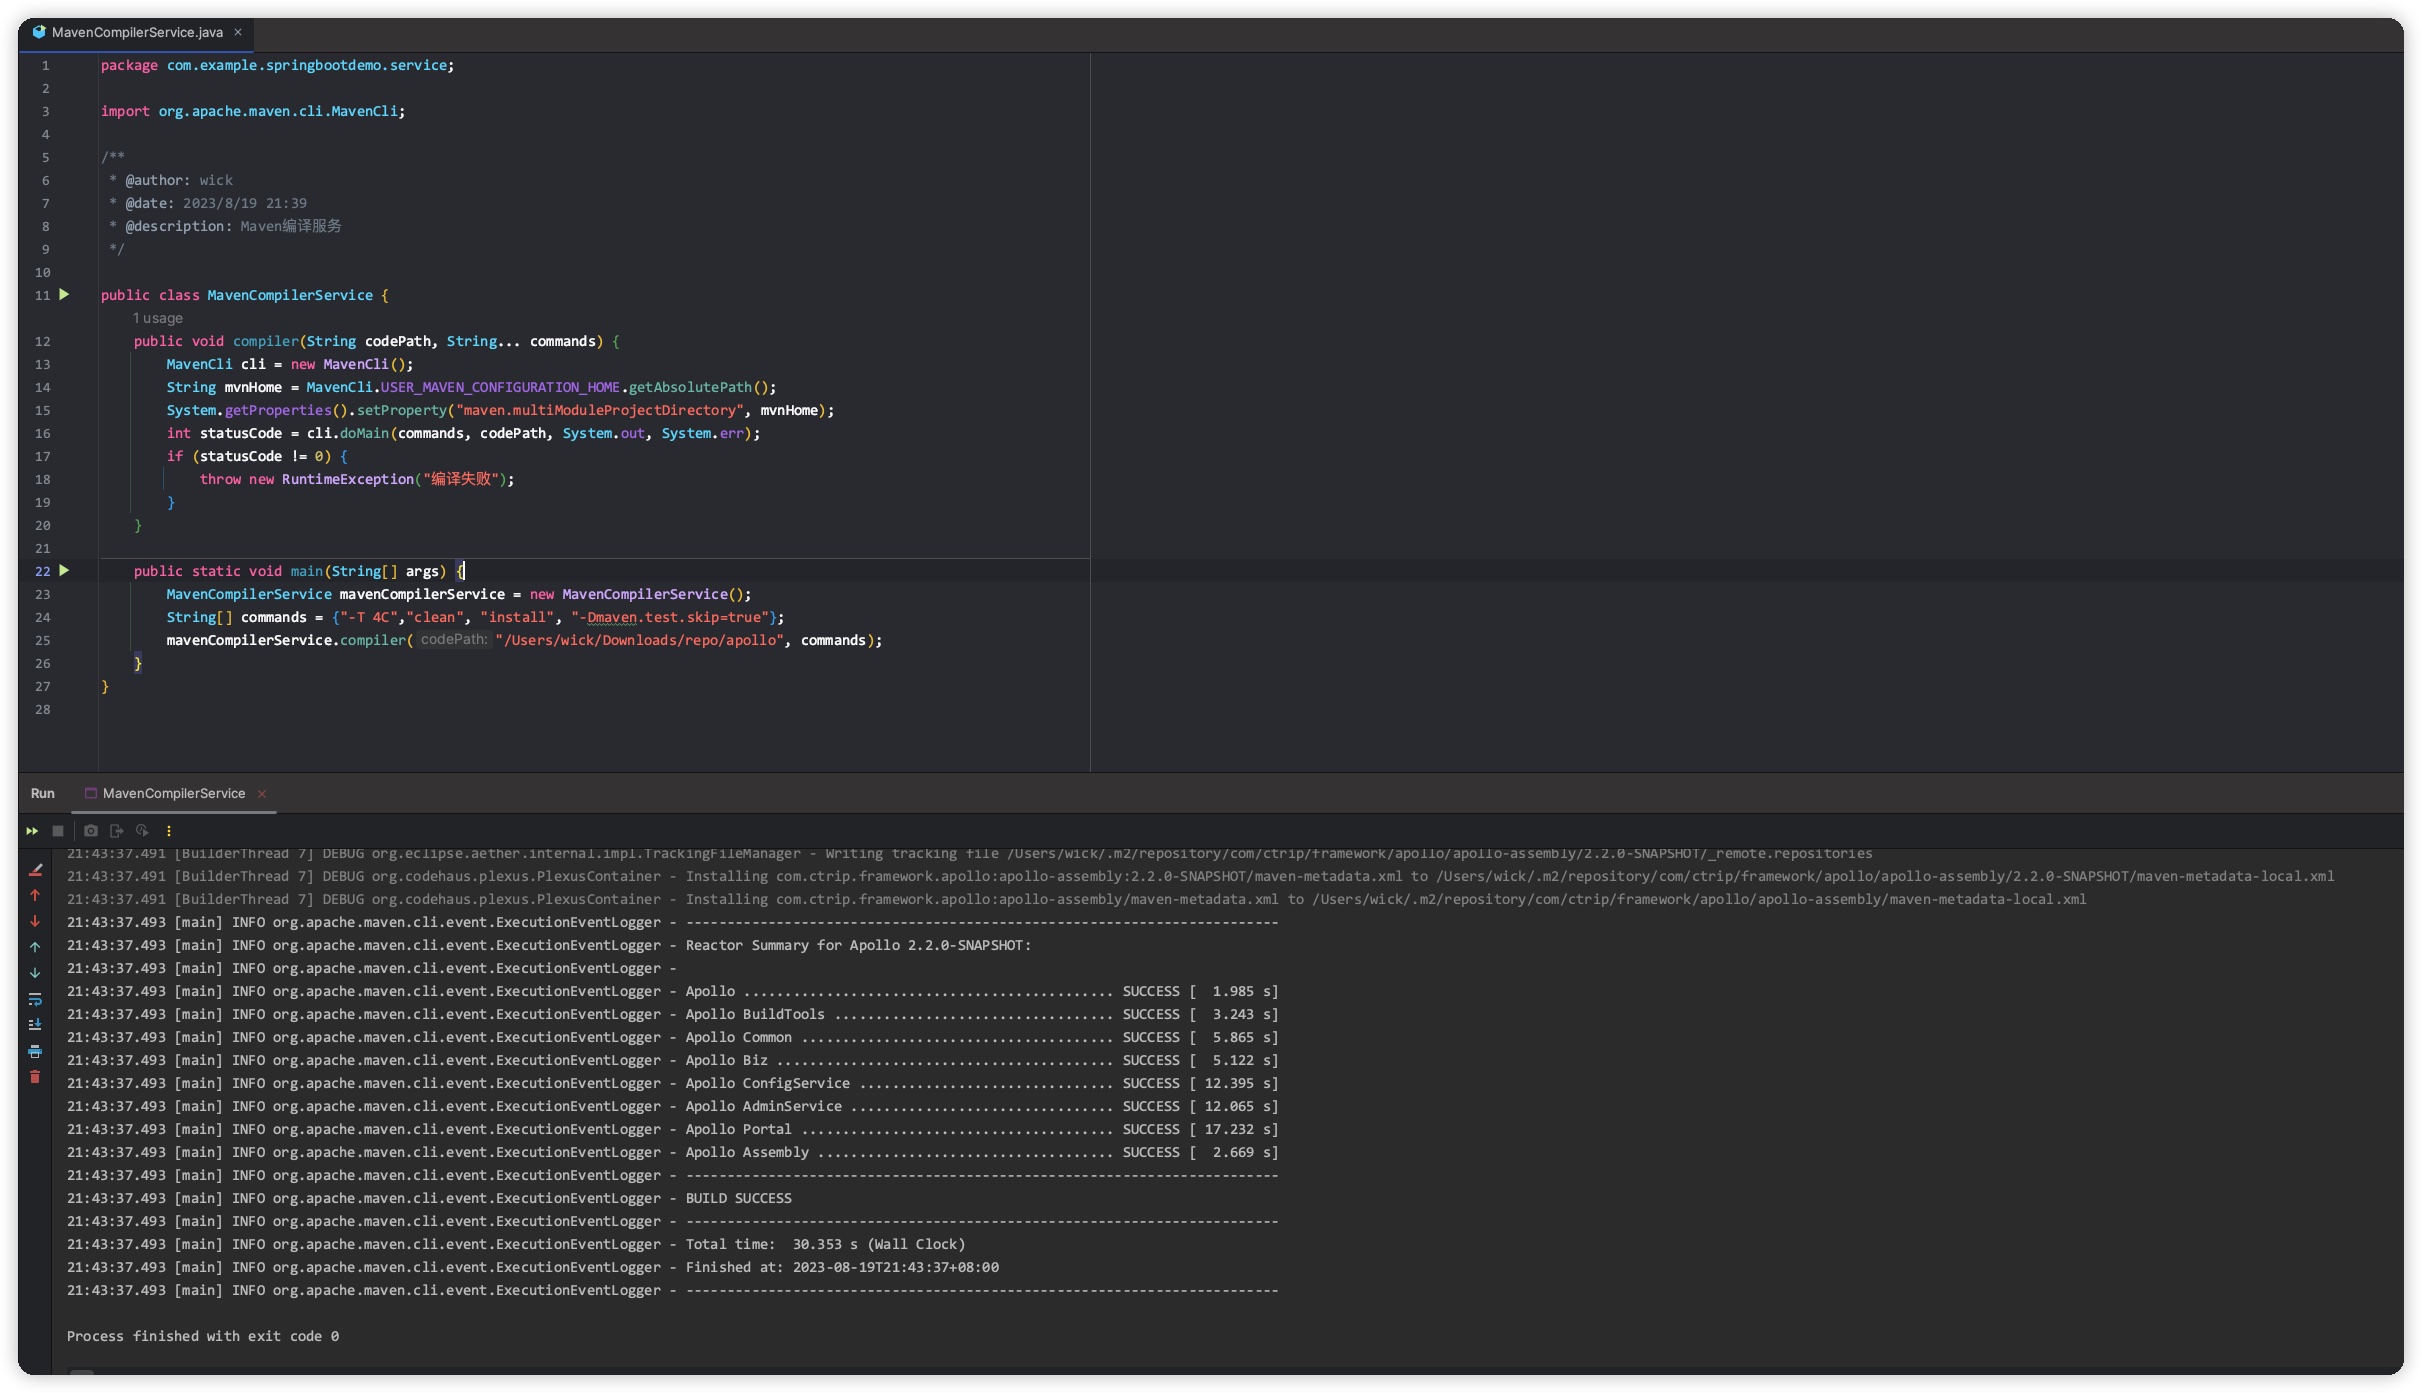 MavenCompilerService.java
1 package com.example.springbootdemo.service;
2
3 import org.apache.maven.cli.MavenCli;
4
5 /**
6 * @author: wick
7 * @date: 2023/8/19 21:39
8 * @description: Maven编译服务
9 */
10
11 public class MavenCompilerService {
1 usage
12 public void compiler(String codePath, String... commands) {
13 MavenCli cli = new MavenCli();
14 String mvnHome = MavenCli.USER_MAVEN_CONFIGURATION_HOME.getAbsolutePath();
15 System.getProperties().setProperty("maven.multiModuleProjectDirectory", mvnHome);
16 int statusCode = cli.doMain(commands, codePath, System.out, System.err);
17 if (statusCode != 0) {
18 throw new RuntimeException("编译失败");
19 }
20 }
21
22 public static void main(String[] args) {
23 MavenCompilerService mavenCompilerService = new MavenCompilerService();
24 String[] commands = {"-T 4C","clean", "install", "-Dmaven.test.skip=true"};
25 mavenCompilerService.compiler( codePath: "/Users/wick/Downloads/repo/apollo", commands);
26 }
27 }
28
Run MavenCompilerService
21:43:37.491 [BuilderThread 7] DEBUG org.eclipse.aether.internal.impl.TrackingFileManager - Writing tracking file /Users/wick/.m2/repository/com/ctrip/framework/apollo/apollo-assembly/2.2.0-SNAPSHOT/_remote.repositories
21:43:37.491 [BuilderThread 7] DEBUG org.codehaus.plexus.PlexusContainer - Installing com.ctrip.framework.apollo:apollo-assembly:2.2.0-SNAPSHOT/maven-metadata.xml to /Users/wick/.m2/repository/com/ctrip/framework/apollo/apollo-assembly/2.2.0-SNAPSHOT/maven-metadata-local.xml
21:43:37.491 [BuilderThread 7] DEBUG org.codehaus.plexus.PlexusContainer - Installing com.ctrip.framework.apollo:apollo-assembly/maven-metadata.xml to /Users/wick/.m2/repository/com/ctrip/framework/apollo/apollo-assembly/maven-metadata-local.xml
21:43:37.493 [main] INFO org.apache.maven.cli.event.ExecutionEventLogger - ------------------------------------------------------------------------
21:43:37.493 [main] INFO org.apache.maven.cli.event.ExecutionEventLogger - Reactor Summary for Apollo 2.2.0-SNAPSHOT:
21:43:37.493 [main] INFO org.apache.maven.cli.event.ExecutionEventLogger -
21:43:37.493 [main] INFO org.apache.maven.cli.event.ExecutionEventLogger - Apollo ............................................. SUCCESS [  1.985 s]
21:43:37.493 [main] INFO org.apache.maven.cli.event.ExecutionEventLogger - Apollo BuildTools .................................. SUCCESS [  3.243 s]
21:43:37.493 [main] INFO org.apache.maven.cli.event.ExecutionEventLogger - Apollo Common ...................................... SUCCESS [  5.865 s]
21:43:37.493 [main] INFO org.apache.maven.cli.event.ExecutionEventLogger - Apollo Biz ......................................... SUCCESS [  5.122 s]
21:43:37.493 [main] INFO org.apache.maven.cli.event.ExecutionEventLogger - Apollo ConfigService ............................... SUCCESS [ 12.395 s]
21:43:37.493 [main] INFO org.apache.maven.cli.event.ExecutionEventLogger - Apollo AdminService ................................ SUCCESS [ 12.065 s]
21:43:37.493 [main] INFO org.apache.maven.cli.event.ExecutionEventLogger - Apollo Portal ...................................... SUCCESS [ 17.232 s]
21:43:37.493 [main] INFO org.apache.maven.cli.event.ExecutionEventLogger - Apollo Assembly .................................... SUCCESS [  2.669 s]
21:43:37.493 [main] INFO org.apache.maven.cli.event.ExecutionEventLogger - ------------------------------------------------------------------------
21:43:37.493 [main] INFO org.apache.maven.cli.event.ExecutionEventLogger - BUILD SUCCESS
21:43:37.493 [main] INFO org.apache.maven.cli.event.ExecutionEventLogger - ------------------------------------------------------------------------
21:43:37.493 [main] INFO org.apache.maven.cli.event.ExecutionEventLogger - Total time:  30.353 s (Wall Clock)
21:43:37.493 [main] INFO org.apache.maven.cli.event.ExecutionEventLogger - Finished at: 2023-08-19T21:43:37+08:00
21:43:37.493 [main] INFO org.apache.maven.cli.event.ExecutionEventLogger - ------------------------------------------------------------------------
Process finished with exit code 0